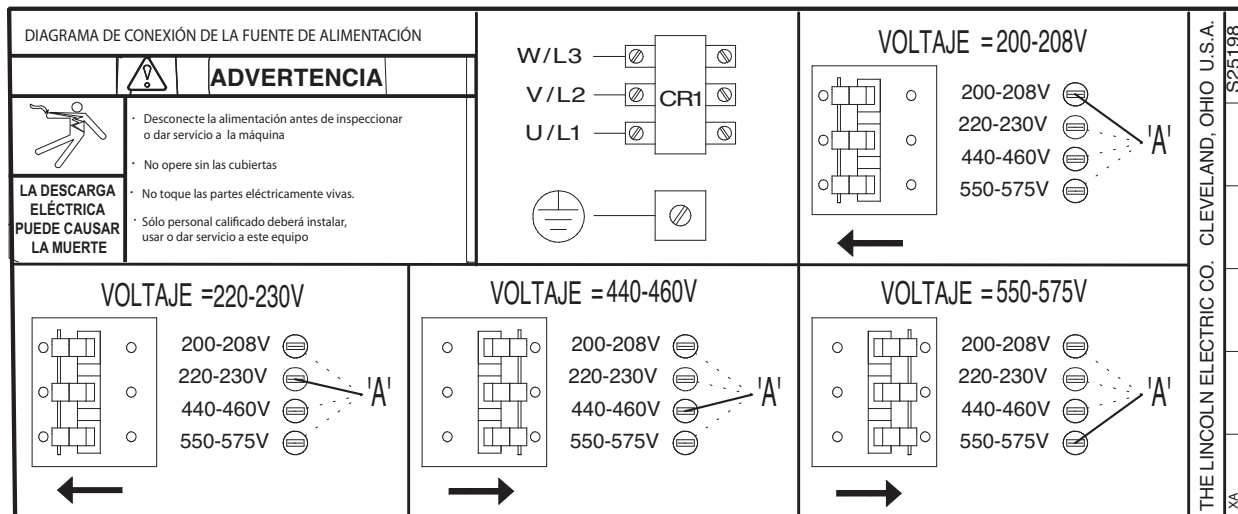 DIAGRAMA DE CONEXIÓN DE LA FUENTE DE ALIMENTACIÓN
ADVERTENCIA
LA DESCARGA
ELÉCTRICA
PUEDE CAUSAR
LA MUERTE
· Desconecte la alimentación antes de inspeccionar
o dar servicio a la máquina
· No opere sin las cubiertas
· No toque las partes eléctricamente vivas.
· Sólo personal calificado deberá instalar,
usar o dar servicio a este equipo
W/L3
V/L2
U/L1
CR1
VOLTAJE =200-208V
200-208V
220-230V
440-460V
550-575V
'A'
VOLTAJE =220-230V
200-208V
220-230V
440-460V
550-575V
'A'
VOLTAJE =440-460V
200-208V
220-230V
440-460V
550-575V
'A'
VOLTAJE =550-575V
200-208V
220-230V
440-460V
550-575V
'A'
THE LINCOLN ELECTRIC CO. CLEVELAND, OHIO U.S.A.
S25198
XA